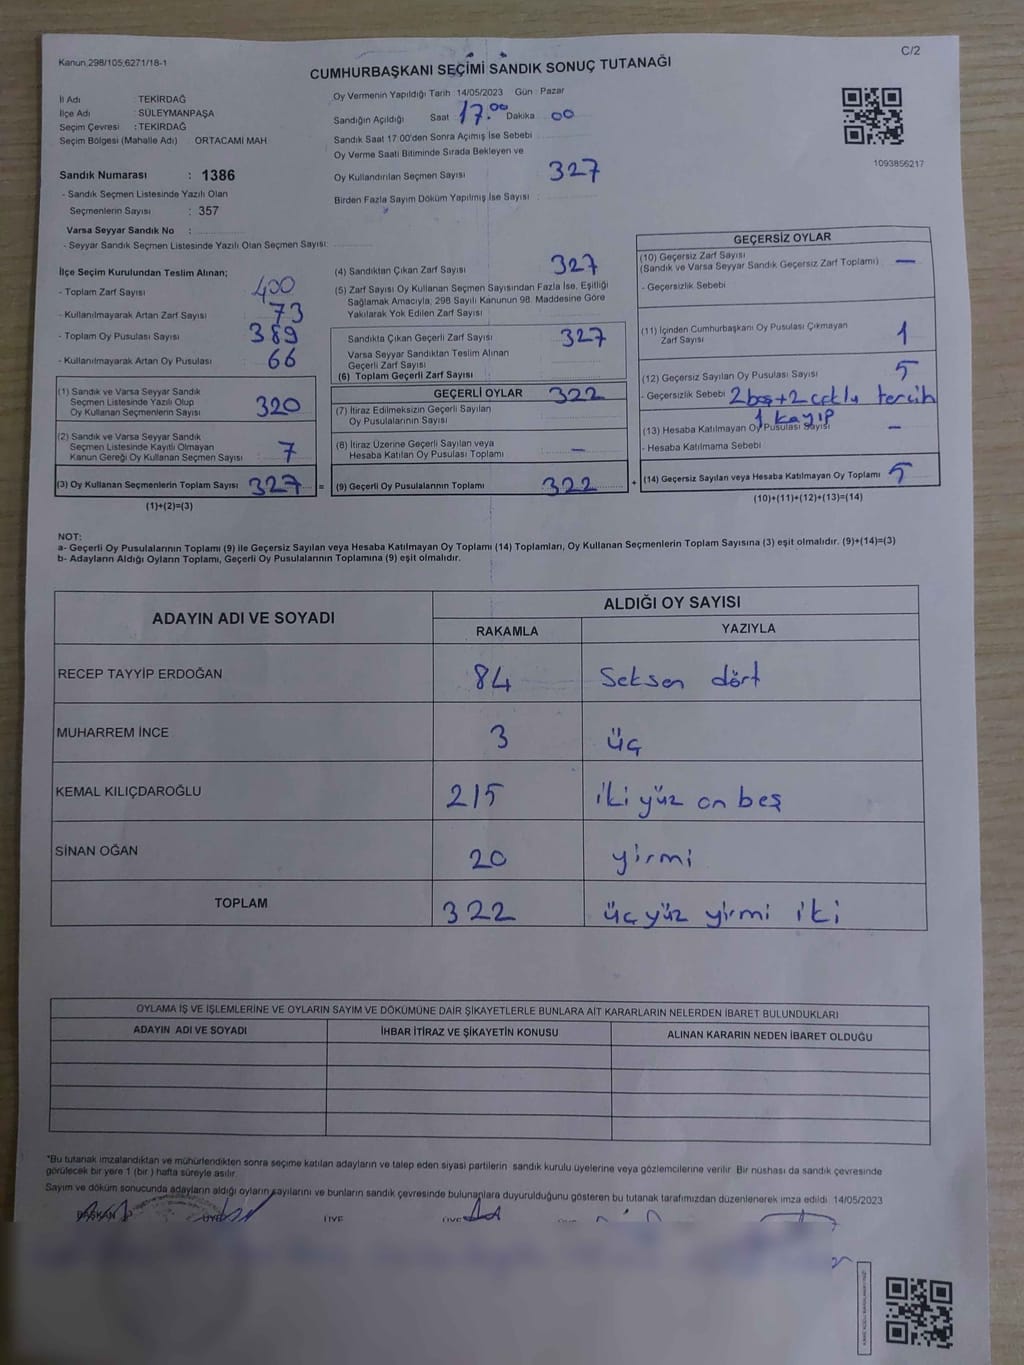 Kanun,298/105,6271/18-1
C/2
CUMHURBAŞKANI SEÇİMİ SANDIK SONUÇ TUTANAĞI
İl Adı : TEKİRDAĞ
İlçe Adı : SÜLEYMANPAŞA
Seçim Çevresi : TEKİRDAĞ
Seçim Bölgesi (Mahalle Adı) ORTACAMİ MAH
Sandık Numarası : 1386
- Sandık Seçmen Listesinde Yazılı Olan
Seçmenlerin Sayısı : 357
Varsa Seyyar Sandık No :
- Seyyar Sandık Seçmen Listesinde Yazılı Olan Seçmen Sayısı:
Oy Vermenin Yapıldığı Tarih : 14/05/2023 Gün : Pazar
Sandığın Açıldığı Saat 17.00 Dakika 00
Sandık Saat 17:00'den Sonra Açımış İse Sebebi
Oy Verme Saati Bitiminde Sırada Bekleyen ve
Oy Kullandırılan Seçmen Sayısı 327
Birden Fazla Sayım Döküm Yapılmış İse Sayısı :
1093856217
İlçe Seçim Kurulundan Teslim Alınan;
- Toplam Zarf Sayısı 400
- Kullanılmayarak Artan Zarf Sayısı 73
- Toplam Oy Pusulası Sayısı 389
- Kullanılmayarak Artan Oy Pusulası 66
(1) Sandık ve Varsa Seyyar Sandık
Seçmen Listesinde Yazılı Olup
Oy Kullanan Seçmenlerin Sayısı 320
(2) Sandık ve Varsa Seyyar Sandık
Seçmen Listesinde Kayıtlı Olmayan
Kanun Gereği Oy Kullanan Seçmen Sayısı 7
(3) Oy Kullanan Seçmenlerin Toplam Sayısı 327 =
(1)+(2)=(3)
(4) Sandıktan Çıkan Zarf Sayısı 327
(5) Zarf Sayısı Oy Kullanan Seçmen Sayısından Fazla İse, Eşitliği
Sağlamak Amacıyla, 298 Sayılı Kanunun 98. Maddesine Göre
Yakılarak Yok Edilen Zarf Sayısı
Sandıkta Çıkan Geçerli Zarf Sayısı 327
Varsa Seyyar Sandıktan Teslim Alınan
Geçerli Zarf Sayısı
(6) Toplam Geçerli Zarf Sayısı
GEÇERLİ OYLAR 322
(7) İtiraz Edilmeksizin Geçerli Sayılan
Oy Pusulalarının Sayısı
(8) İtiraz Üzerine Geçerli Sayılan veya
Hesaba Katılan Oy Pusulası Toplamı —
(9) Geçerli Oy Pusulalarının Toplamı 322 +
GEÇERSİZ OYLAR
(10) Geçersiz Zarf Sayısı
(Sandık ve Varsa Seyyar Sandık Geçersiz Zarf Toplamı) —
- Geçersizlik Sebebi
(11) İçinden Cumhurbaşkanı Oy Pusulası Çıkmayan
Zarf Sayısı 1
(12) Geçersiz Sayılan Oy Pusulası Sayısı 5
- Geçersizlik Sebebi 2 boş + 2 çoklu tercih
1 kayıp
(13) Hesaba Katılmayan Oy Pusulası Sayısı —
- Hesaba Katılmama Sebebi
(14) Geçersiz Sayılan veya Hesaba Katılmayan Oy Toplamı 5
(10)+(11)+(12)+(13)=(14)
NOT:
a- Geçerli Oy Pusulalarının Toplamı (9) ile Geçersiz Sayılan veya Hesaba Katılmayan Oy Toplamı (14) Toplamları, Oy Kullanan Seçmenlerin Toplam Sayısına (3) eşit olmalıdır. (9)+(14)=(3)
b- Adayların Aldığı Oyların Toplamı, Geçerli Oy Pusulalarının Toplamına (9) eşit olmalıdır.
ADAYIN ADI VE SOYADI
ALDIĞI OY SAYISI
RAKAMLA YAZIYLA
RECEP TAYYİP ERDOĞAN 84 Seksen dört
MUHARREM İNCE 3 üç
KEMAL KILIÇDAROĞLU 215 iki yüz on beş
SİNAN OĞAN 20 yirmi
TOPLAM 322 üç yüz yirmi iki
OYLAMA İŞ VE İŞLEMLERİNE VE OYLARIN SAYIM VE DÖKÜMÜNE DAİR ŞİKAYETLERLE BUNLARA AİT KARARLARIN NELERDEN İBARET BULUNDUKLARI
ADAYIN ADI VE SOYADI İHBAR İTİRAZ VE ŞİKAYETİN KONUSU ALINAN KARARIN NEDEN İBARET OLDUĞU
*Bu tutanak imzalandıktan ve mühürlendikten sonra seçime katılan adayların ve talep eden siyasi partilerin sandık kurulu üyelerine veya gözlemcilerine verilir. Bir nüshası da sandık çevresinde
görülecek bir yere 1 (bir) hafta süreyle asılır.
Sayım ve döküm sonucunda adayların aldığı oyların sayılarını ve bunların sandık çevresinde bulunanlara duyurulduğunu gösteren bu tutanak tarafımızdan düzenlenerek imza edildi. 14/05/2023
BAŞKAN ÜYE ÜYE ÜYE